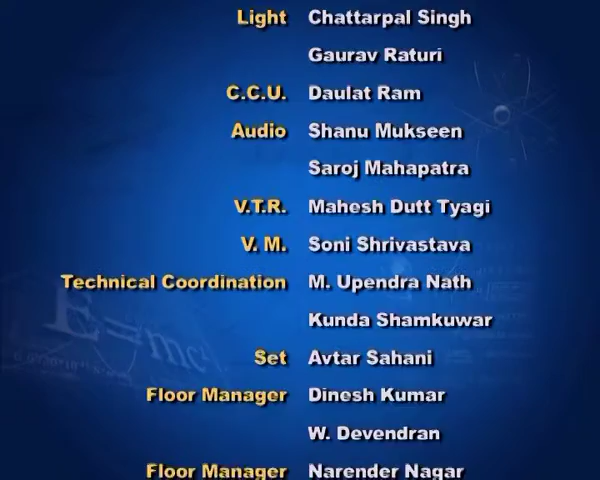 Light Chattarpal Singh
Gaurav Raturi
C.C.U. Daulat Ram
Audio Shanu Mukseen
Saroj Mahapatra
V.T.R. Mahesh Dutt Tyagi
V. M. Soni Shrivastava
Technical Coordination M. Upendra Nath
Kunda Shamkuwar
E=mc²
Set Avtar Sahani
Floor Manager Dinesh Kumar
W. Devendran
Floor Manager Narender Nagar